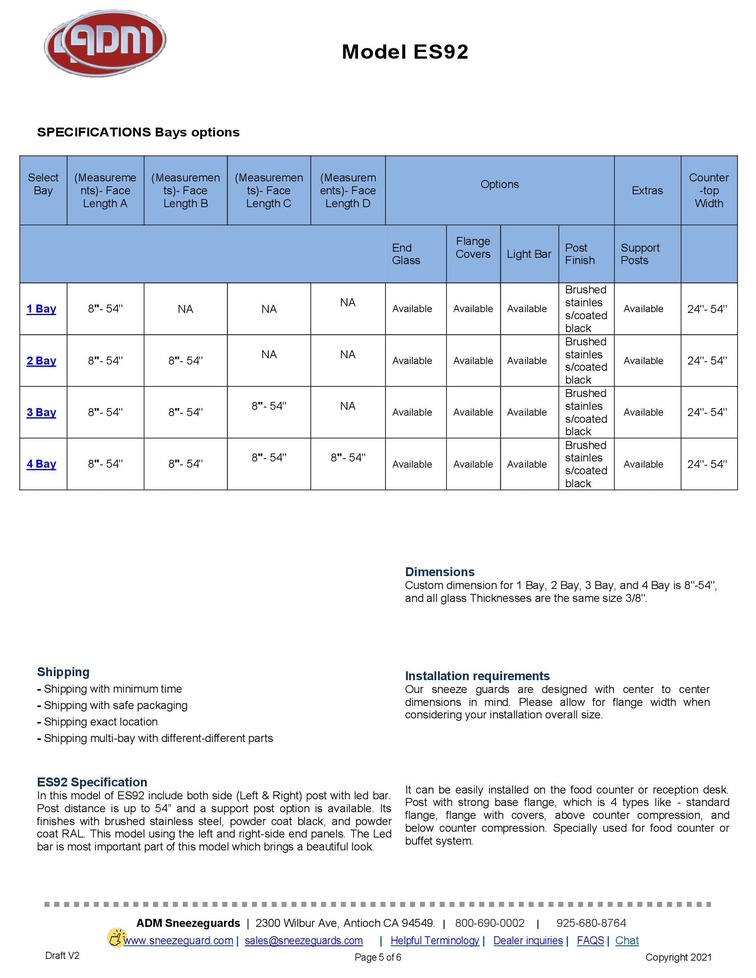 ADM
Model ES92
SPECIFICATIONS Bays options
Select Bay | (Measureme nts)- Face Length A | (Measuremen ts)- Face Length B | (Measuremen ts)- Face Length C | (Measurem ents)- Face Length D | Options | Extras | Counter -top Width
End Glass | Flange Covers | Light Bar | Post Finish | Support Posts
1 Bay | 8"- 54" | NA | NA | NA | Available | Available | Available | Brushed stainles s/coated black | Available | 24"- 54"
2 Bay | 8"- 54" | 8"- 54" | NA | NA | Available | Available | Available | Brushed stainles s/coated black | Available | 24"- 54"
3 Bay | 8"- 54" | 8"- 54" | 8"- 54" | NA | Available | Available | Available | Brushed stainles s/coated black | Available | 24"- 54"
4 Bay | 8"- 54" | 8"- 54" | 8"- 54" | 8"- 54" | Available | Available | Available | Brushed stainles s/coated black | Available | 24"- 54"
Dimensions
Custom dimension for 1 Bay, 2 Bay, 3 Bay, and 4 Bay is 8"-54",
and all glass Thicknesses are the same size 3/8".
Shipping
- Shipping with minimum time
- Shipping with safe packaging
- Shipping exact location
- Shipping multi-bay with different-different parts
Installation requirements
Our sneeze guards are designed with center to center
dimensions in mind. Please allow for flange width when
considering your installation overall size.
ES92 Specification
In this model of ES92 include both side (Left & Right) post with led bar.
Post distance is up to 54" and a support post option is available. Its
finishes with brushed stainless steel, powder coat black, and powder
coat RAL. This model using the left and right-side end panels. The Led
bar is most important part of this model which brings a beautiful look.
It can be easily installed on the food counter or reception desk.
Post with strong base flange, which is 4 types like - standard
flange, flange with covers, above counter compression, and
below counter compression. Specially used for food counter or
buffet system.
ADM Sneezeguards | 2300 Wilbur Ave, Antioch CA 94549. | 800-690-0002 | 925-680-8764
www.sneezeguard.com | sales@sneezeguards.com | Helpful Terminology | Dealer inquiries | FAQS | Chat
Draft V2
Page 5 of 6
Copyright 2021